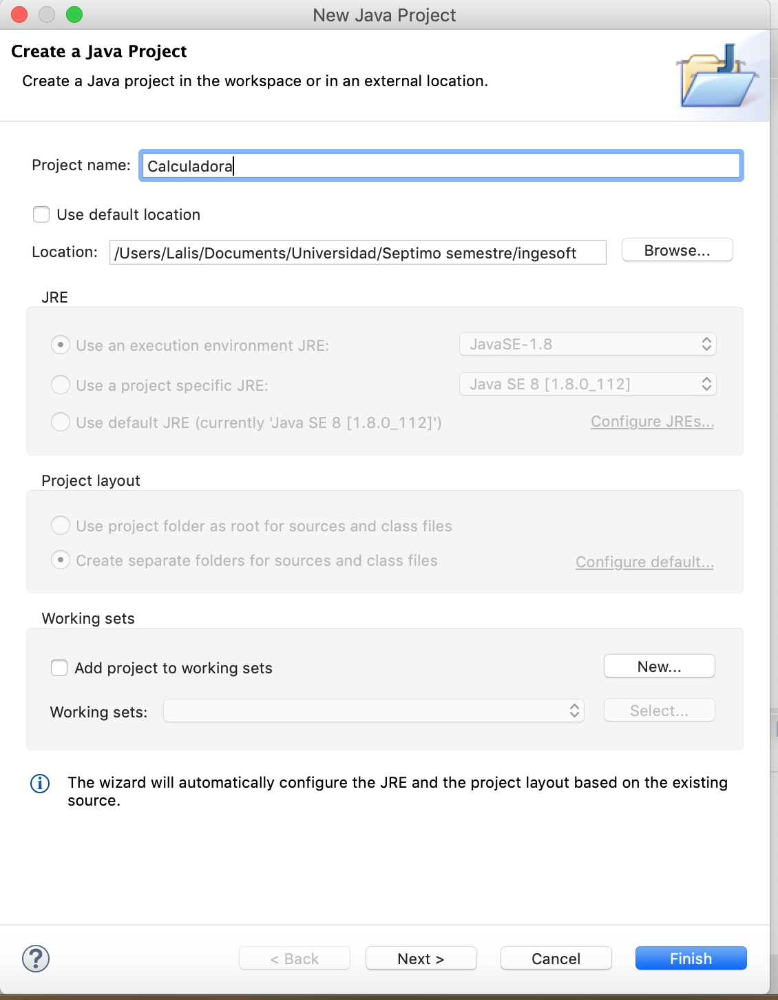 New Java Project
Create a Java Project
Create a Java project in the workspace or in an external location.
Project name: Calculadora
Use default location
Location: /Users/Lalis/Documents/Universidad/Septimo semestre/ingesoft Browse...
JRE
Use an execution environment JRE: JavaSE-1.8
Use a project specific JRE: Java SE 8 [1.8.0_112]
Use default JRE (currently 'Java SE 8 [1.8.0_112]') Configure JREs...
Project layout
Use project folder as root for sources and class files
Create separate folders for sources and class files Configure default...
Working sets
Add project to working sets New...
Working sets: Select...
The wizard will automatically configure the JRE and the project layout based on the existing
source.
? < Back Next > Cancel Finish